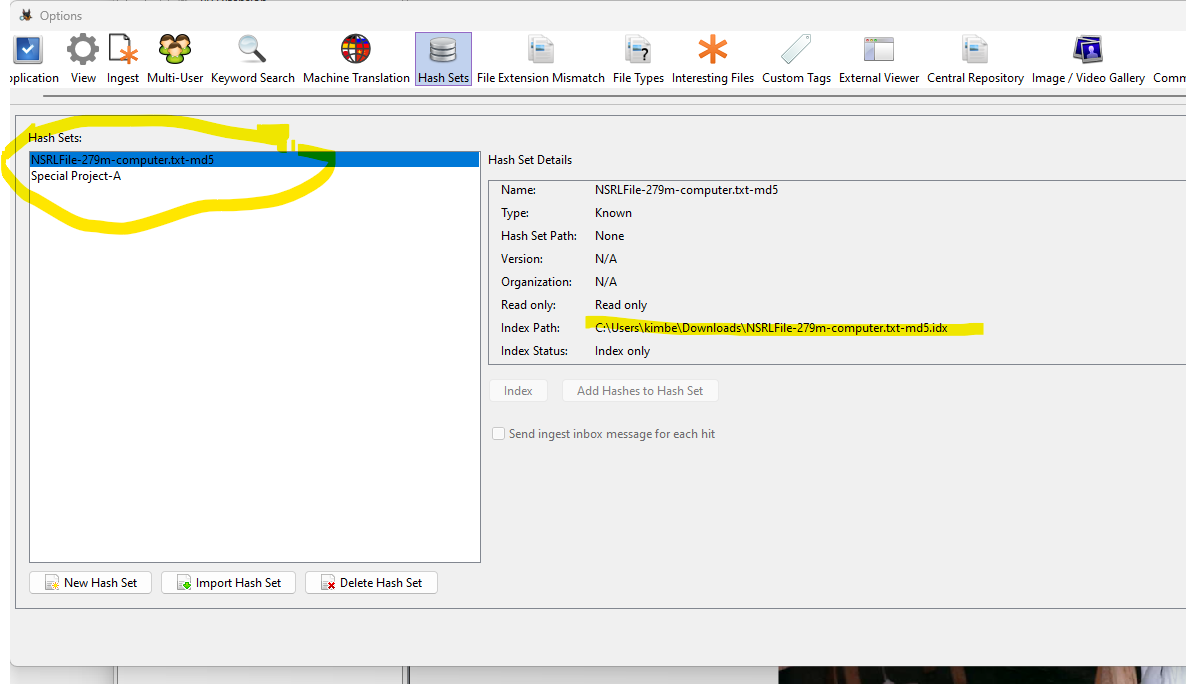 Options
pplication View Ingest Multi-User Keyword Search Machine Translation Hash Sets File Extension Mismatch File Types Interesting Files Custom Tags External Viewer Central Repository Image / Video Gallery Comm
Hash Sets:
NSRLFile-279m-computer.txt-md5
Special Project-A
Hash Set Details
Name: NSRLFile-279m-computer.txt-md5
Type: Known
Hash Set Path: None
Version: N/A
Organization: N/A
Read only: Read only
Index Path: C:\Users\kimbe\Downloads\NSRLFile-279m-computer.txt-md5.idx
Index Status: Index only
Index Add Hashes to Hash Set
Send ingest inbox message for each hit
New Hash Set Import Hash Set Delete Hash Set